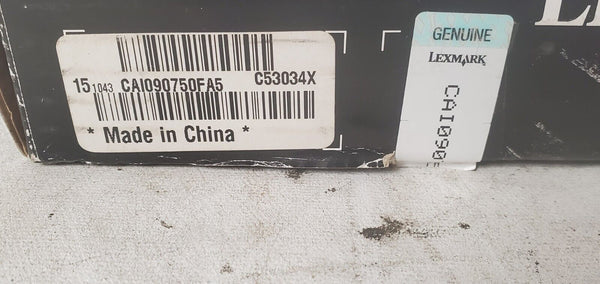 15 1043 CAI090750FA5 C53034X
* Made in China *
GENUINE
LEXMARK
CAI090